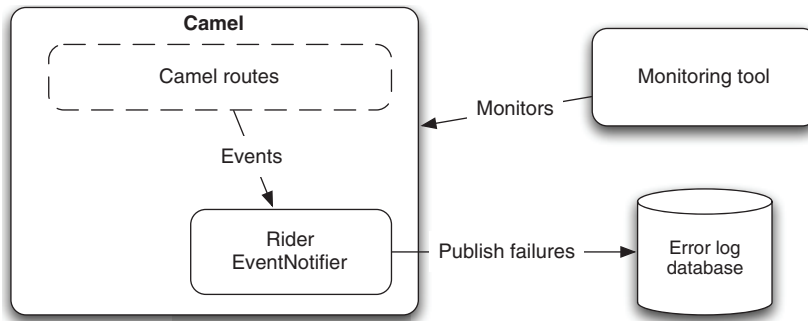 Camel
Camel routes
Monitoring tool
Monitors
Events
Rider
EventNotifier
Publish failures
Error log
database